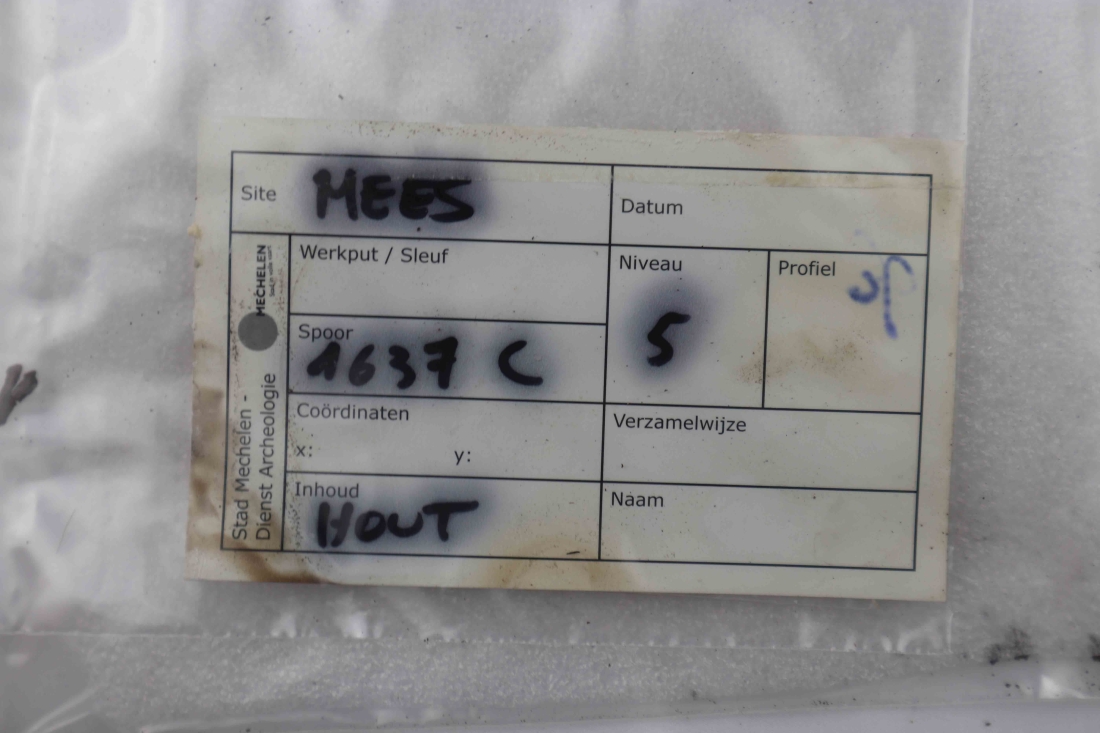 Site MEES
Datum
Werkput / Sleuf
Niveau
5
Profiel
Spoor
1637 C
Coördinaten
x: y:
Verzamelwijze
Inhoud
HOUT
Naam
MECHELEN
Stad Mechelen -
Dienst Archeologie